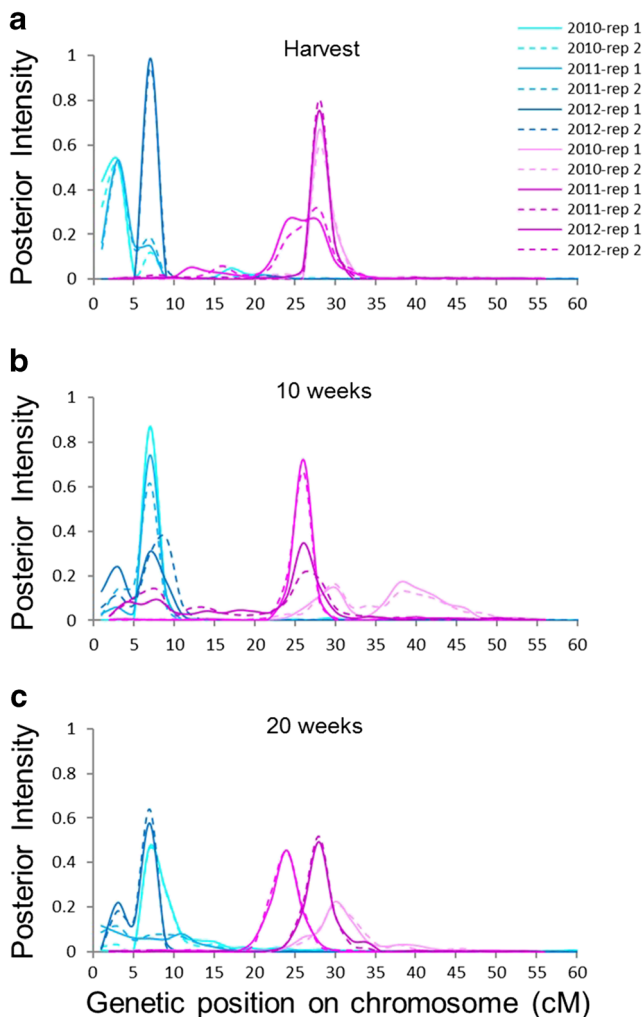 a
Harvest
Posterior Intensity
1
0.8
0.6
0.4
0.2
0
0 5 10 15 20 25 30 35 40 45 50 55 60
2010-rep 1
2010-rep 2
2011-rep 1
2011-rep 2
2012-rep 1
2012-rep 2
2010-rep 1
2010-rep 2
2011-rep 1
2011-rep 2
2012-rep 1
2012-rep 2
b
10 weeks
Posterior Intensity
1
0.8
0.6
0.4
0.2
0
0 5 10 15 20 25 30 35 40 45 50 55 60
c
20 weeks
Posterior Intensity
1
0.8
0.6
0.4
0.2
0
0 5 10 15 20 25 30 35 40 45 50 55 60
Genetic position on chromosome (cM)